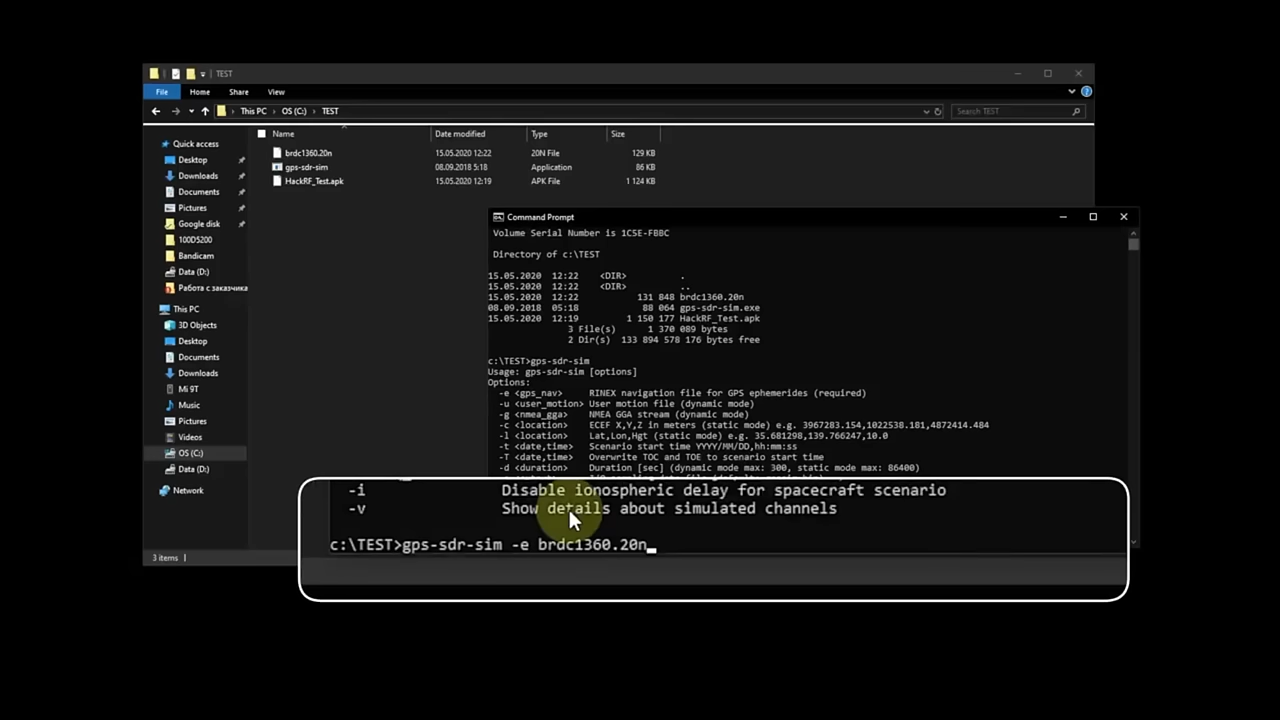 TEST
File Home Share View
This PC OS (C:) TEST
Search TEST
Name Date modified Type Size
brdc1360.20n 15.05.2020 12:22 20N File 129 KB
gps-sdr-sim 08.09.2018 5:18 Application 86 KB
HackRF_Test.apk 15.05.2020 12:19 APK File 1 124 KB
Quick access
Desktop
Downloads
Documents
Pictures
Google disk
100D5200
Bandicam
Data (D:)
Работа с заказчика
This PC
3D Objects
Desktop
Documents
Downloads
Mi 9T
Music
Pictures
Videos
OS (C:)
Data (D:)
Network
3 items
Command Prompt
Volume Serial Number is 1C5E-FBBC
Directory of c:\TEST
15.05.2020 12:22 <DIR> .
15.05.2020 12:22 <DIR> ..
15.05.2020 12:22 131 848 brdc1360.20n
08.09.2018 05:18 88 064 gps-sdr-sim.exe
15.05.2020 12:19 1 150 177 HackRF_Test.apk
3 File(s) 1 370 089 bytes
2 Dir(s) 133 894 578 176 bytes free
c:\TEST>gps-sdr-sim
Usage: gps-sdr-sim [options]
Options:
-e <gps_nav> RINEX navigation file for GPS ephemerides (required)
-u <user_motion> User motion file (dynamic mode)
-g <nmea_gga> NMEA GGA stream (dynamic mode)
-c <location> ECEF X,Y,Z in meters (static mode) e.g. 3967283.154,1022538.181,4872414.484
-l <location> Lat,Lon,Hgt (static mode) e.g. 35.681298,139.766247,10.0
-t <date,time> Scenario start time YYYY/MM/DD,hh:mm:ss
-T <date,time> Overwrite TOC and TOE to scenario start time
-d <duration> Duration [sec] (dynamic mode max: 300, static mode max: 86400)
-i Disable ionospheric delay for spacecraft scenario
-v Show details about simulated channels
c:\TEST>gps-sdr-sim -e brdc1360.20n